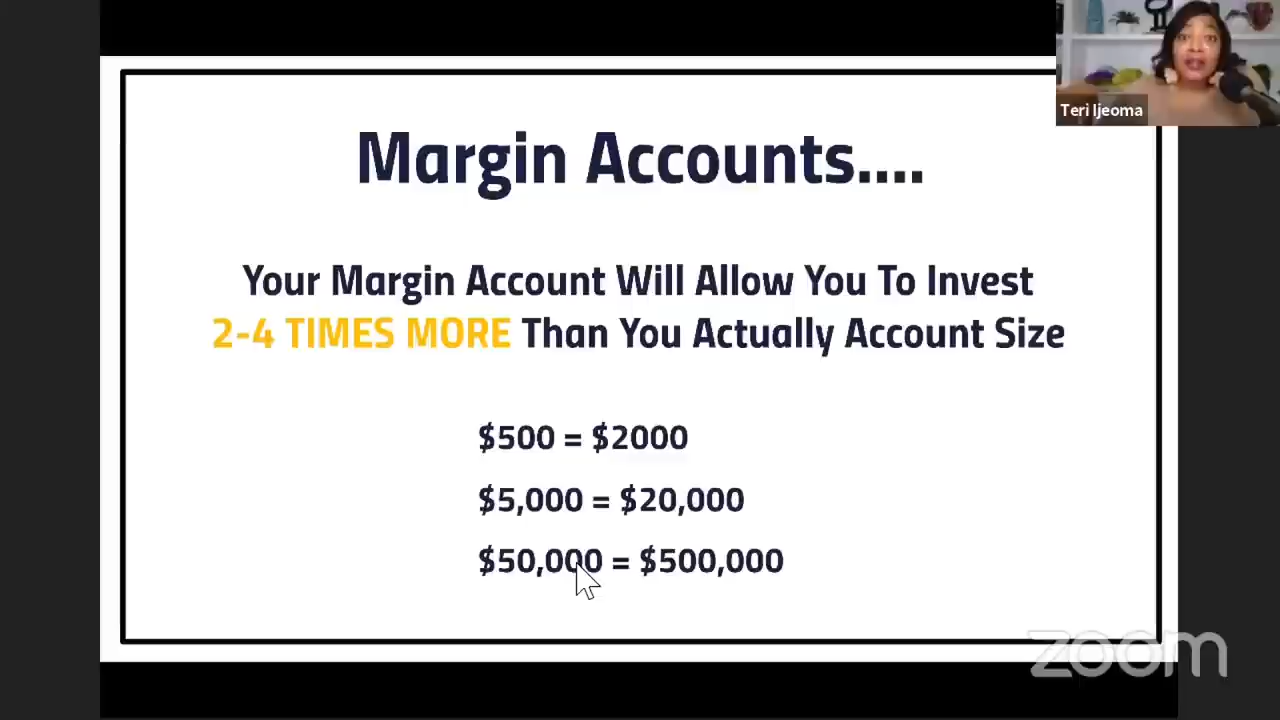 Teri Ijeoma
Margin Accounts....
Your Margin Account Will Allow You To Invest
2-4 TIMES MORE Than You Actually Account Size
$500 = $2000
$5,000 = $20,000
$50,000 = $500,000
zoom